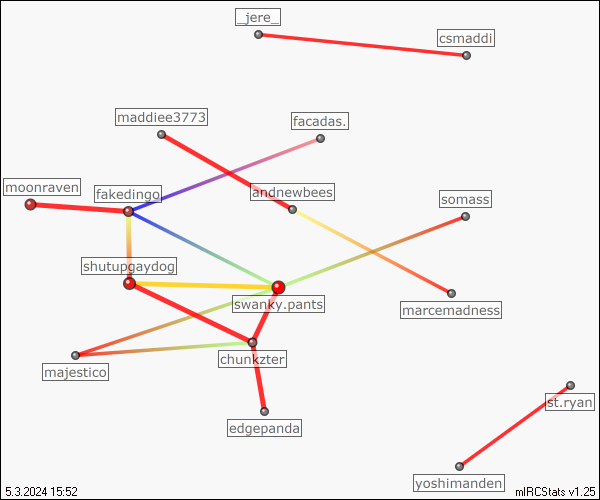 _jere_
csmaddi
maddiee3773
facadas.
moonraven
fakedingo
andnewbees
somass
shutupgaydog
swanky.pants
marcemadness
chunkzter
majestico
st.ryan
edgepanda
yoshimanden
5.3.2024 15:52
mIRCStats v1.25